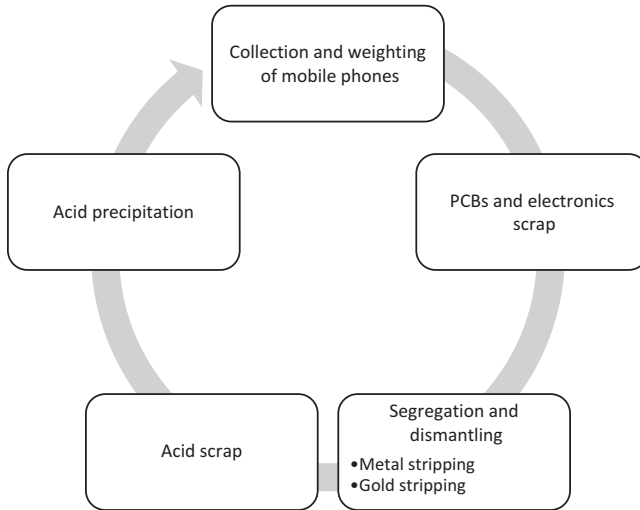 Collection and weighting
of mobile phones
PCBs and electronics
scrap
Segregation and
dismantling
•Metal stripping
•Gold stripping
Acid scrap
Acid precipitation